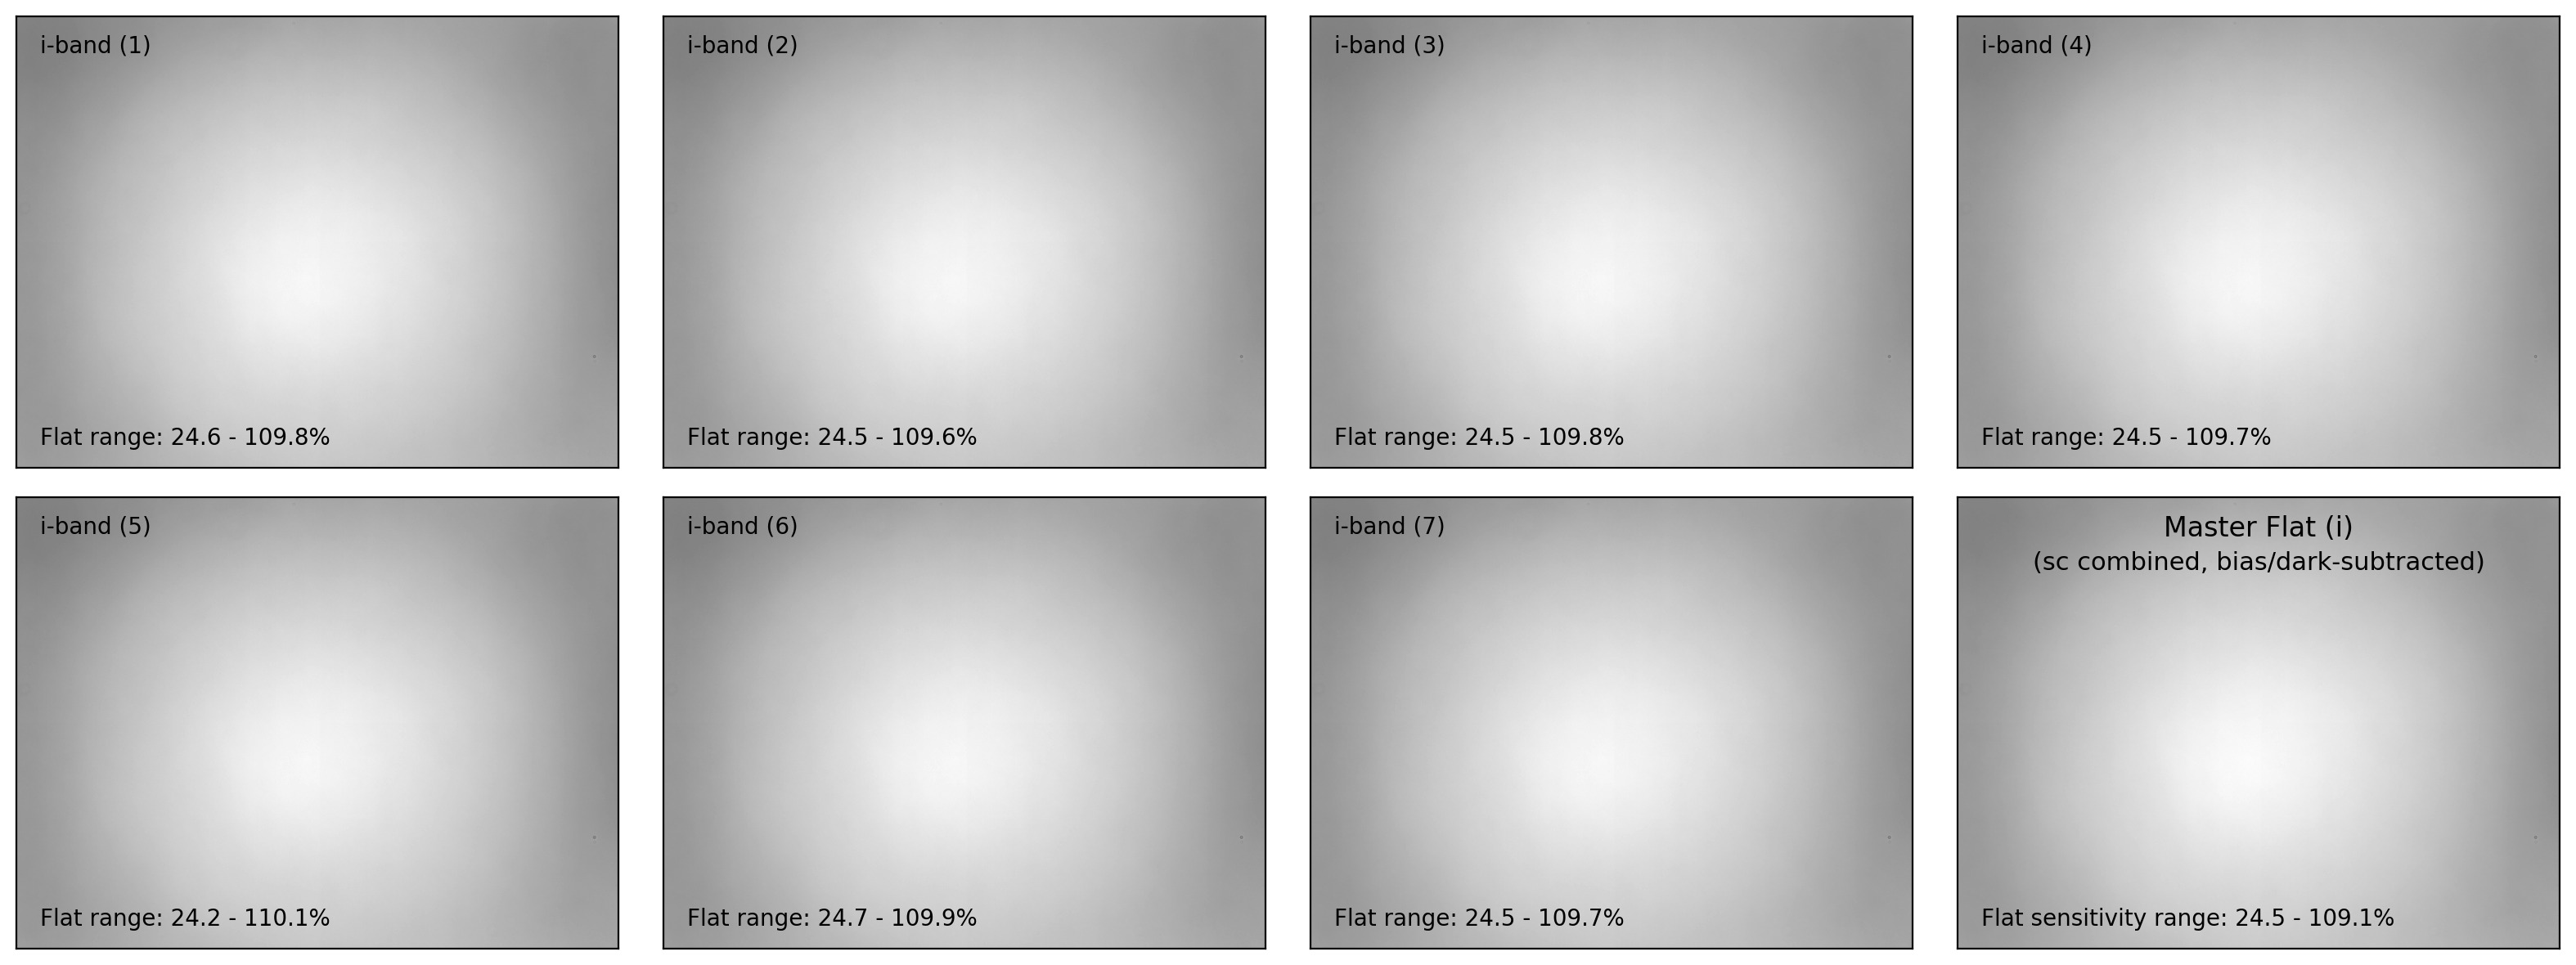 i-band (1)
Flat range: 24.6 - 109.8%
i-band (2)
Flat range: 24.5 - 109.6%
i-band (3)
Flat range: 24.5 - 109.8%
i-band (4)
Flat range: 24.5 - 109.7%
i-band (5)
Flat range: 24.2 - 110.1%
i-band (6)
Flat range: 24.7 - 109.9%
i-band (7)
Flat range: 24.5 - 109.7%
Master Flat (i)
(sc combined, bias/dark-subtracted)
Flat sensitivity range: 24.5 - 109.1%